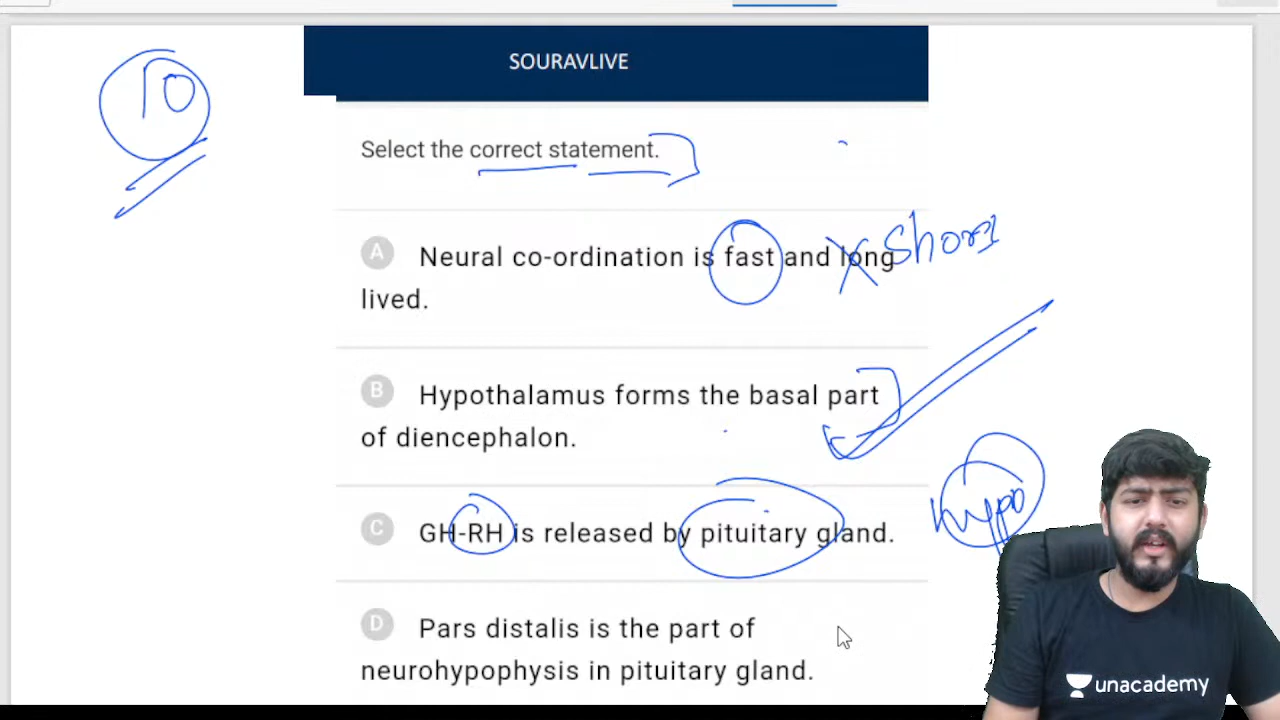 10
SOURAVLIVE
Select the correct statement.
A Neural co-ordination is fast and long
lived.
Short
B Hypothalamus forms the basal part
of diencephalon.
C GH-RH is released by pituitary gland.
hypo
D Pars distalis is the part of
neurohypophysis in pituitary gland.
unacademy